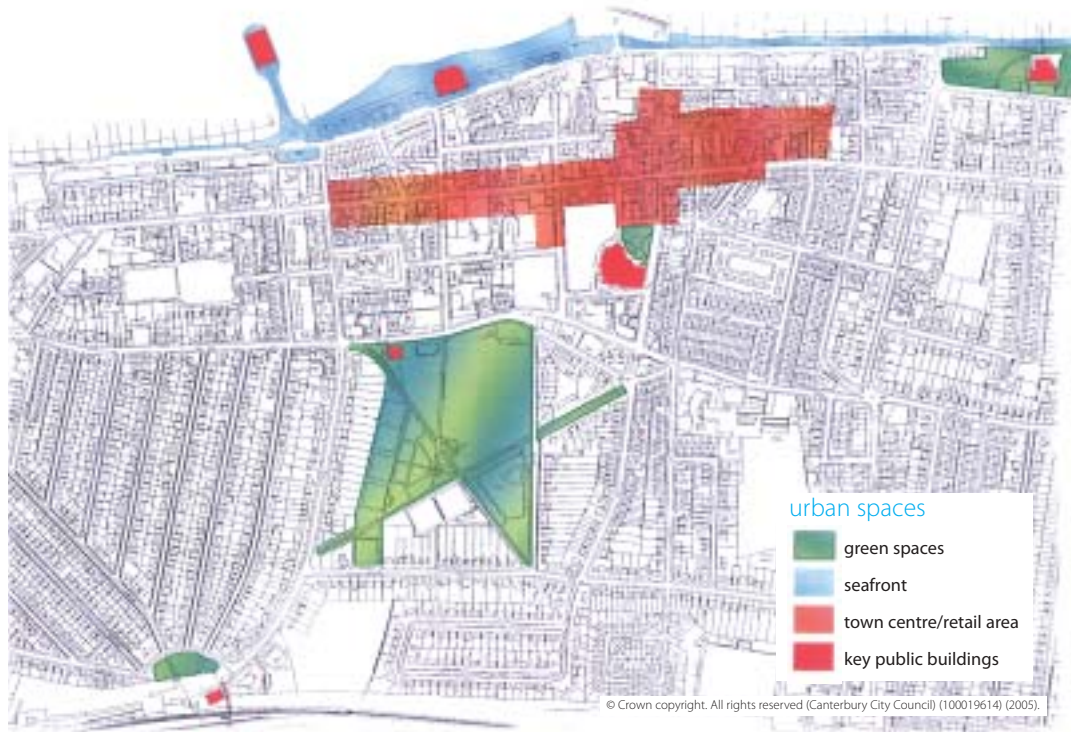 urban spaces
green spaces
seafront
town centre/retail area
key public buildings
© Crown copyright. All rights reserved (Canterbury City Council) (100019614) (2005).